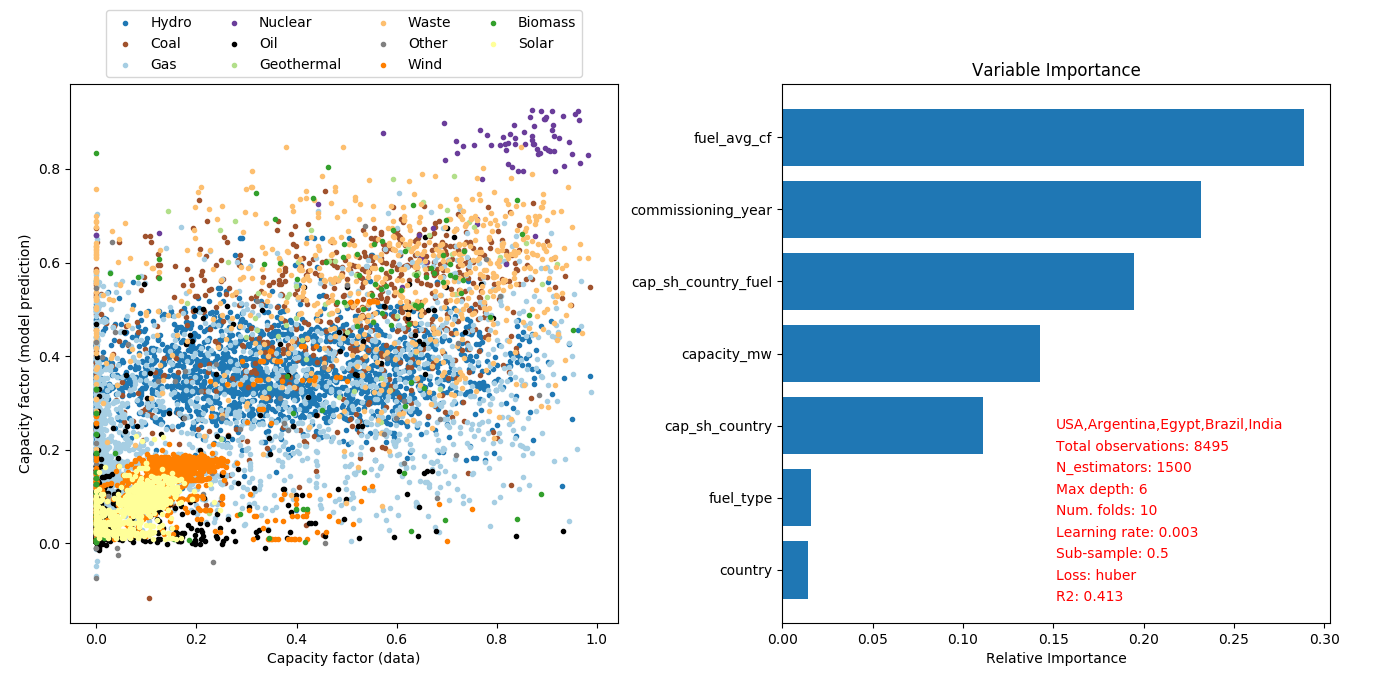 Hydro Nuclear Waste Biomass
Coal Oil Other Solar
Gas Geothermal Wind
Capacity factor (model prediction)
0.8
0.6
0.4
0.2
0.0
0.0 0.2 0.4 0.6 0.8 1.0
Capacity factor (data)
Variable Importance
fuel_avg_cf
commissioning_year
cap_sh_country_fuel
capacity_mw
cap_sh_country
fuel_type
country
USA,Argentina,Egypt,Brazil,India
Total observations: 8495
N_estimators: 1500
Max depth: 6
Num. folds: 10
Learning rate: 0.003
Sub-sample: 0.5
Loss: huber
R2: 0.413
0.00 0.05 0.10 0.15 0.20 0.25 0.30
Relative Importance